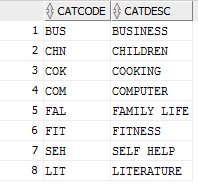 CATCODE CATDESC
1 BUS BUSINESS
2 CHN CHILDREN
3 COK COOKING
4 COM COMPUTER
5 FAL FAMILY LIFE
6 FIT FITNESS
7 SEH SELF HELP
8 LIT LITERATURE